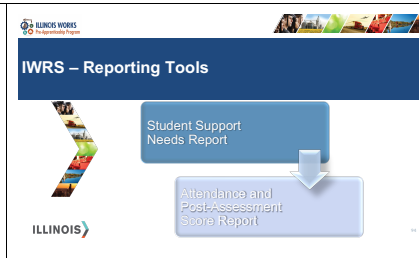 ILLINOIS WORKS
Pre-Apprenticeship Program
IWRS – Reporting Tools
Student Support
Needs Report
Attendance and
Post-Assessment
Score Report
ILLINOIS